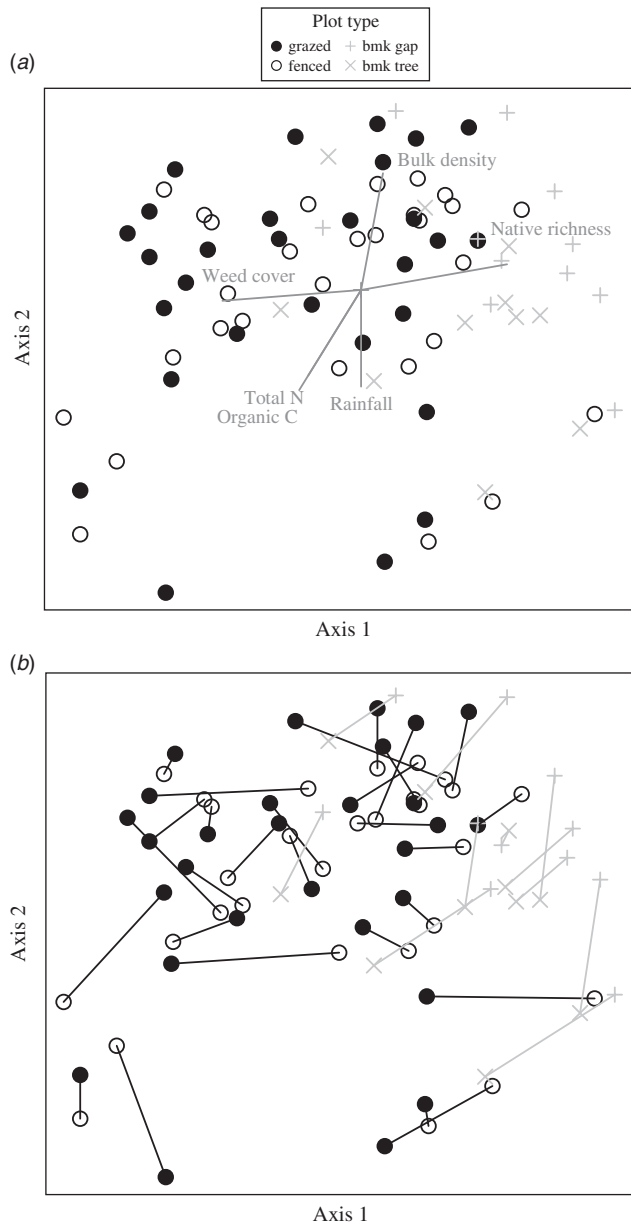 Plot type
grazed bmk gap
fenced bmk tree
(a)
Bulk density
Native richness
Weed cover
Total N
Organic C
Rainfall
Axis 2
Axis 1
(b)
Axis 2
Axis 1